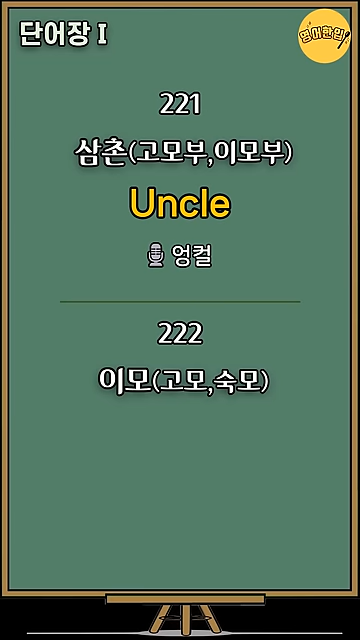 단어장 I
영어한입
221
삼촌(고모부,이모부)
Uncle
엉컬
222
이모(고모,숙모)